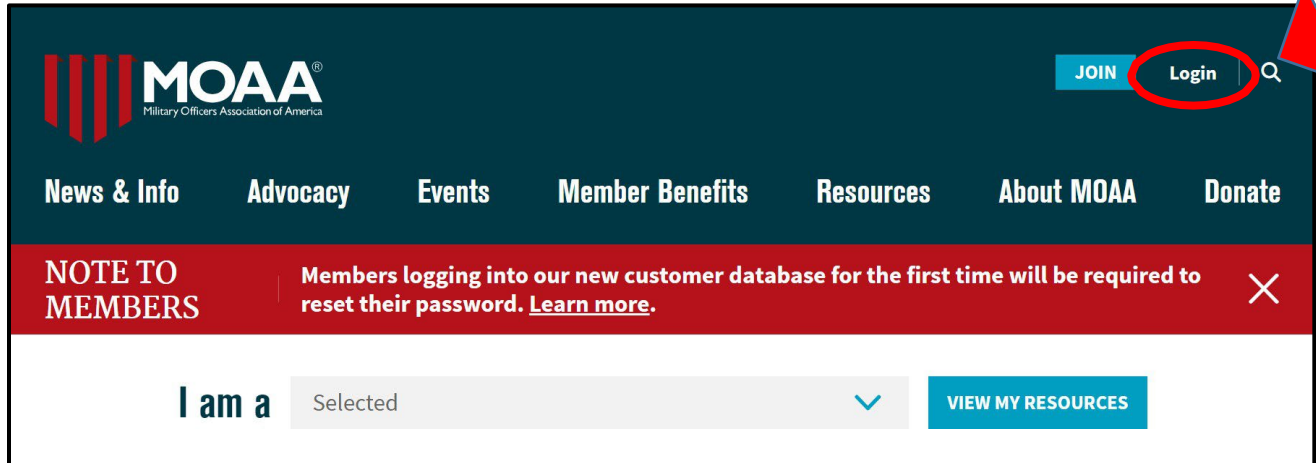 MOAA®
Military Officers Association of America
JOIN Login
News & Info Advocacy Events Member Benefits Resources About MOAA Donate
NOTE TO
MEMBERS
Members logging into our new customer database for the first time will be required to
reset their password. Learn more.
I am a Selected VIEW MY RESOURCES